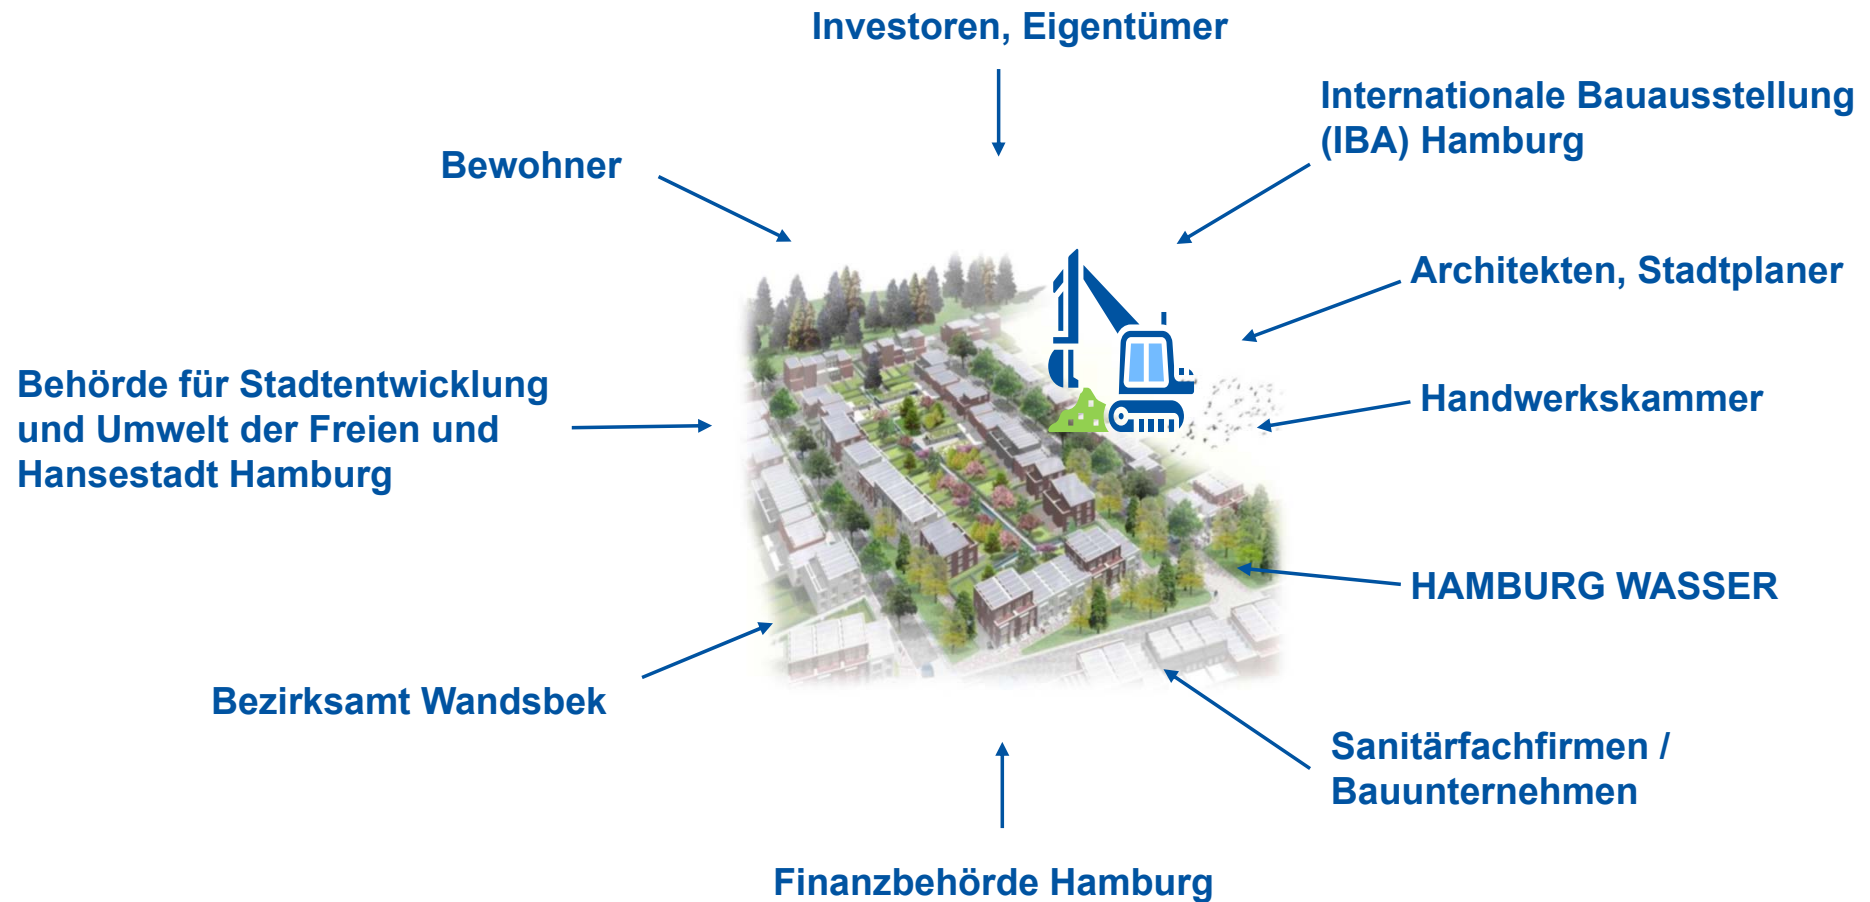 Investoren, Eigentümer
Internationale Bauausstellung
(IBA) Hamburg
Bewohner
Architekten, Stadtplaner
Behörde für Stadtentwicklung
und Umwelt der Freien und
Hansestadt Hamburg
Handwerkskammer
HAMBURG WASSER
Bezirksamt Wandsbek
Sanitärfachfirmen /
Bauunternehmen
Finanzbehörde Hamburg